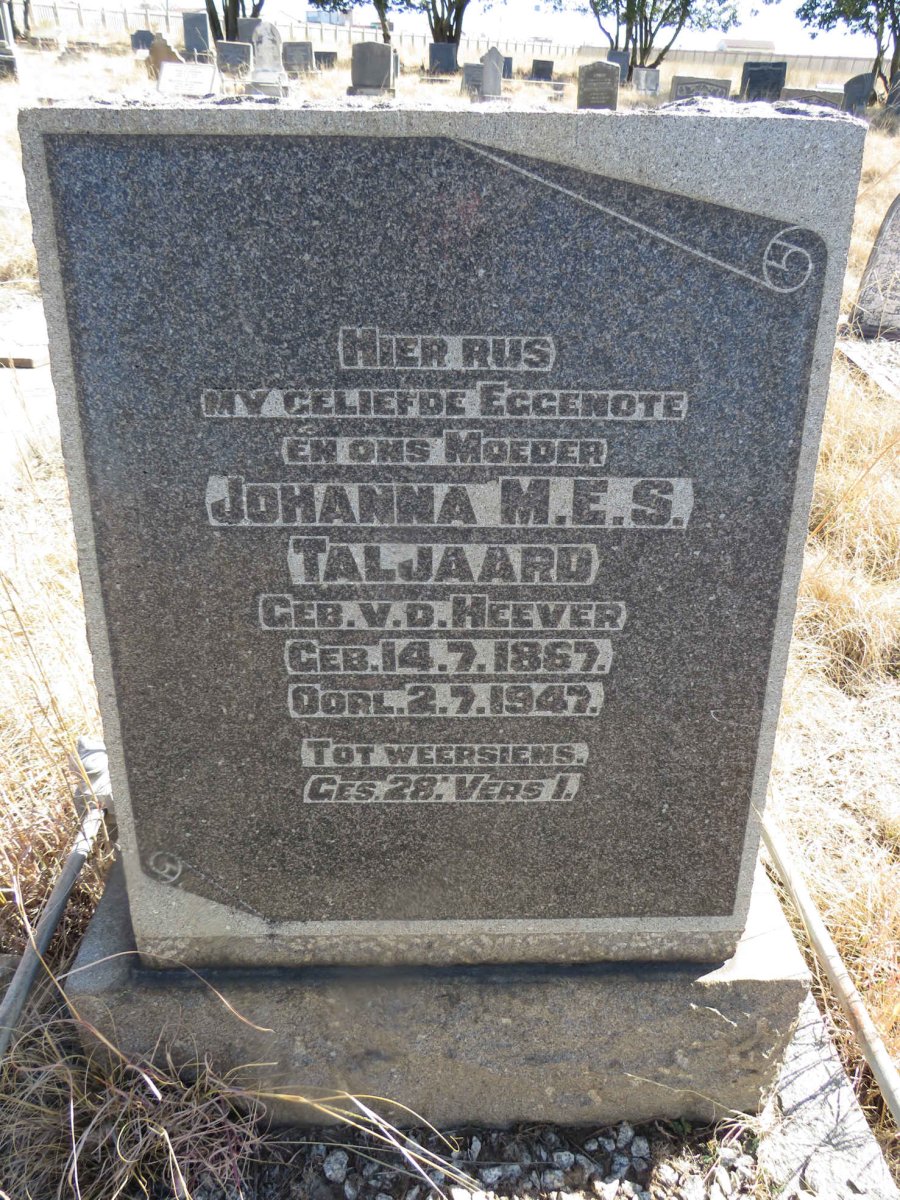 HIER RUS
MY GELIEFDE EGGENOTE
EN ONS MOEDER
JOHANNA M.E.S.
TALJAARD
GEB. V.D. HEEVER
GEB. 14.7.1867.
OORL. 2.7.1947.
TOT WEERSIENS.
GES. 28: VERS 1.